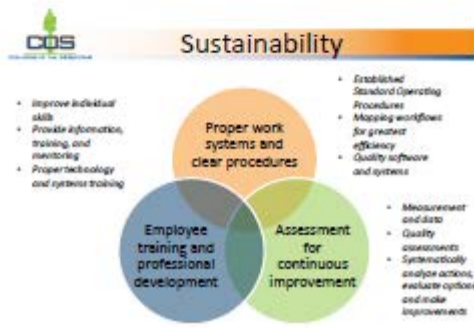 COS
Sustainability
• Improve individual
skills
• Provide information,
training, and
mentoring
• Proper technology
and systems training
• Established
Standard Operating
Procedures
• Mapping workflows
for greatest
efficiency
• Quality software
and systems
Proper work
systems and
clear procedures
Employee
training and
professional
development
Assessment
for
continuous
improvement
• Measurement
and data
• Quality
assessments
• Systematically
analyze actions,
evaluate options
and make
improvements